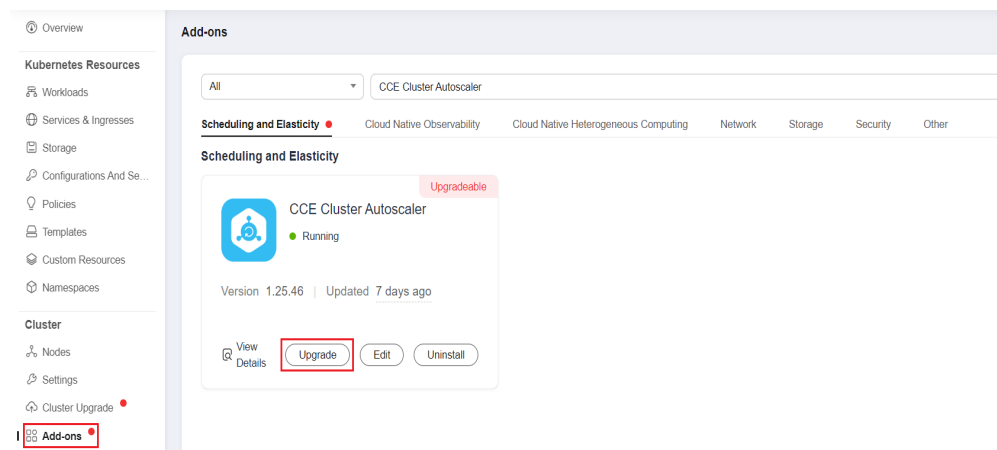 Overview
Kubernetes Resources
Workloads
Services & Ingresses
Storage
Configurations And Se...
Policies
Templates
Custom Resources
Namespaces
Cluster
Nodes
Settings
Cluster Upgrade
Add-ons
Add-ons
All
CCE Cluster Autoscaler
Scheduling and Elasticity Cloud Native Observability Cloud Native Heterogeneous Computing Network Storage Security Other
Scheduling and Elasticity
Upgradeable
CCE Cluster Autoscaler
Running
Version 1.25.46 | Updated 7 days ago
View Details
Upgrade
Edit
Uninstall